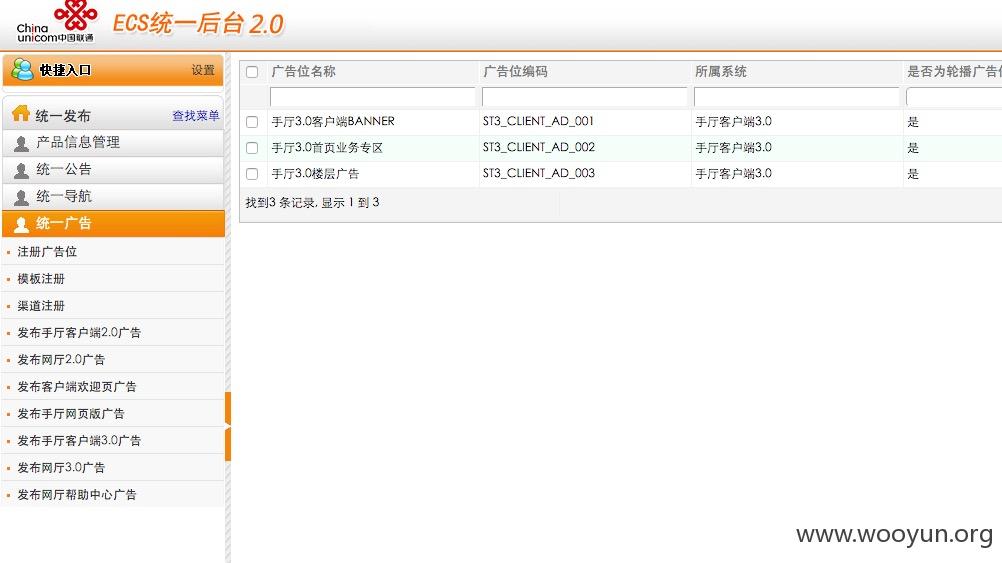 China
unicom中国联通
ECS统一后台 2.0
快捷入口 设置
统一发布 查找菜单
产品信息管理
统一公告
统一导航
统一广告
注册广告位
模板注册
渠道注册
发布手厅客户端2.0广告
发布网厅2.0广告
发布客户端欢迎页广告
发布手厅网页版广告
发布手厅客户端3.0广告
发布网厅3.0广告
发布网厅帮助中心广告
广告位名称 广告位编码 所属系统 是否为轮播广告位
手厅3.0客户端BANNER ST3_CLIENT_AD_001 手厅客户端3.0 是
手厅3.0首页业务专区 ST3_CLIENT_AD_002 手厅客户端3.0 是
手厅3.0楼层广告 ST3_CLIENT_AD_003 手厅客户端3.0 是
找到3 条记录, 显示 1 到 3
www.wooyun.org